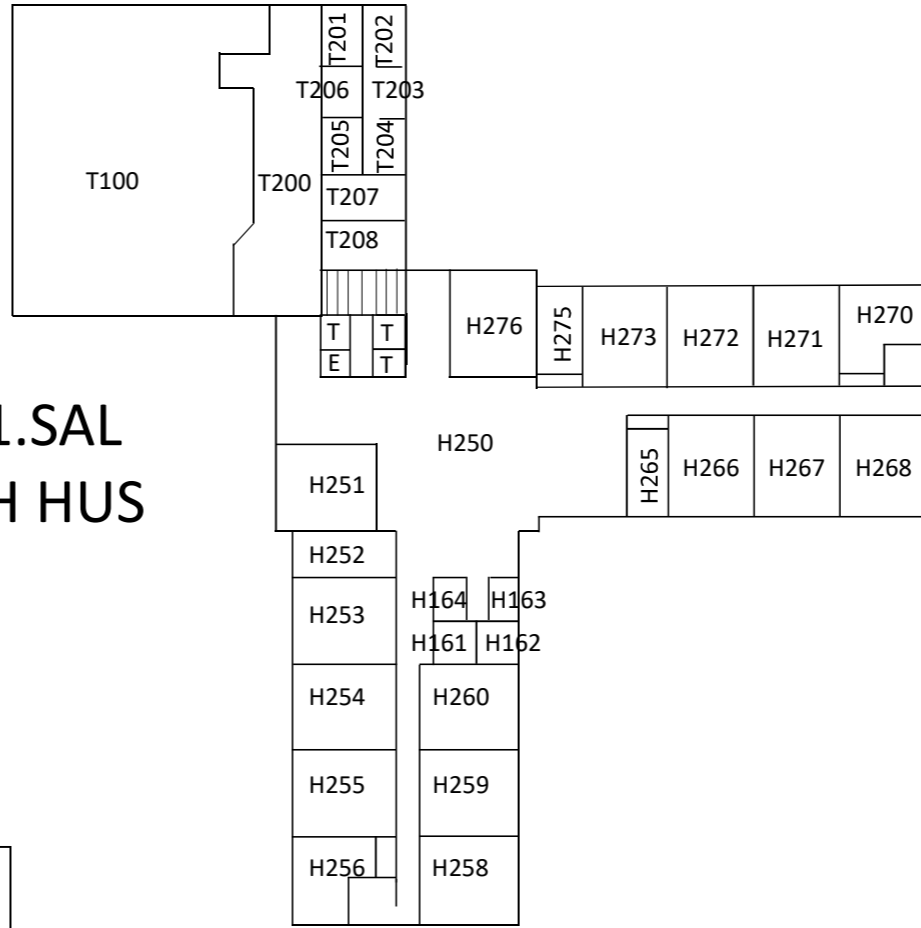 T201
T202
T206
T203
T205
T204
T100
T200
T207
T208
H276
H275
H273
H272
H271
H270
T
T
E
T
1.SAL
H HUS
H250
H251
H265
H266
H267
H268
H252
H253
H164
H163
H161
H162
H254
H260
H255
H259
H256
H258